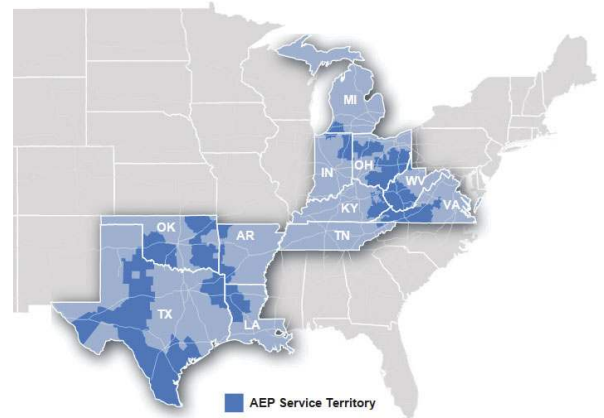 MI
IN
OH
WV
KY
VA
TN
OK
AR
TX
LA
AEP Service Territory